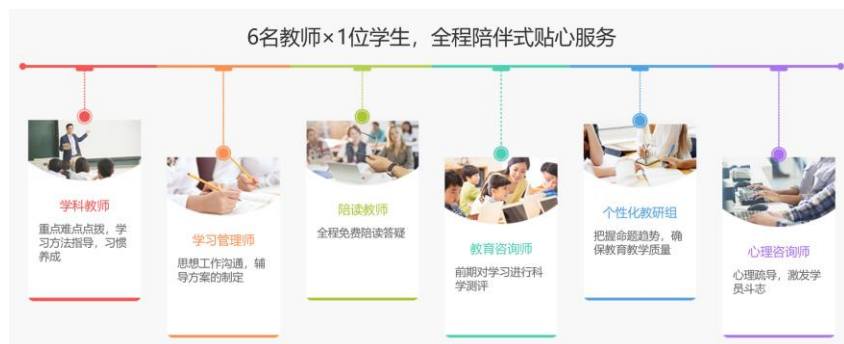 6名教师×1位学生，全程陪伴式贴心服务
学科教师
重点难点点拨，学
习方法指导，习惯
养成
学习管理师
思想工作沟通，辅
导方案的制定
陪读教师
全程免费陪读答疑
教育咨询师
前期对学习进行科
学测评
个性化教研组
把握命题趋势，确
保教育教学质量
心理咨询师
心理疏导，激发学
员斗志